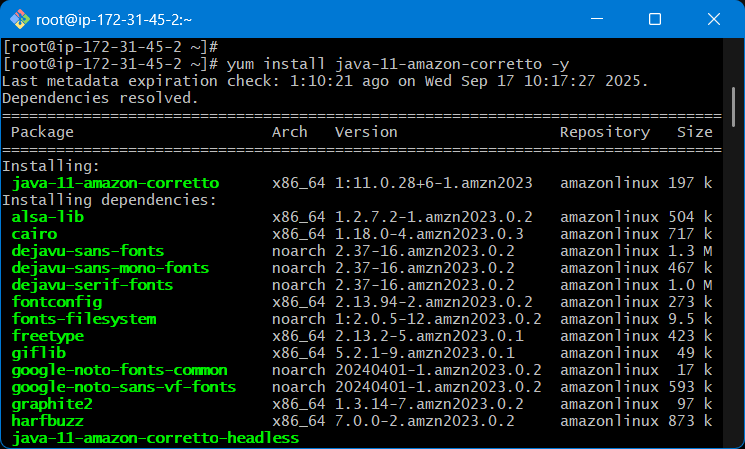 root@ip-172-31-45-2:~
[root@ip-172-31-45-2 ~]#
[root@ip-172-31-45-2 ~]# yum install java-11-amazon-corretto -y
Last metadata expiration check: 1:10:21 ago on Wed Sep 17 10:17:27 2025.
Dependencies resolved.
================================================================================
Package Arch Version Repository Size
================================================================================
Installing:
java-11-amazon-corretto x86_64 1:11.0.28+6-1.amzn2023 amazonlinux 197 k
Installing dependencies:
alsa-lib x86_64 1.2.7.2-1.amzn2023.0.2 amazonlinux 504 k
cairo x86_64 1.18.0-4.amzn2023.0.3 amazonlinux 717 k
dejavu-sans-fonts noarch 2.37-16.amzn2023.0.2 amazonlinux 1.3 M
dejavu-sans-mono-fonts noarch 2.37-16.amzn2023.0.2 amazonlinux 467 k
dejavu-serif-fonts noarch 2.37-16.amzn2023.0.2 amazonlinux 1.0 M
fontconfig x86_64 2.13.94-2.amzn2023.0.2 amazonlinux 273 k
fonts-filesystem noarch 1:2.0.5-12.amzn2023.0.2 amazonlinux 9.5 k
freetype x86_64 2.13.2-5.amzn2023.0.1 amazonlinux 423 k
giflib x86_64 5.2.1-9.amzn2023.0.1 amazonlinux 49 k
google-noto-fonts-common noarch 20240401-1.amzn2023.0.2 amazonlinux 17 k
google-noto-sans-vf-fonts noarch 20240401-1.amzn2023.0.2 amazonlinux 593 k
graphite2 x86_64 1.3.14-7.amzn2023.0.2 amazonlinux 97 k
harfbuzz x86_64 7.0.0-2.amzn2023.0.2 amazonlinux 873 k
java-11-amazon-corretto-headless